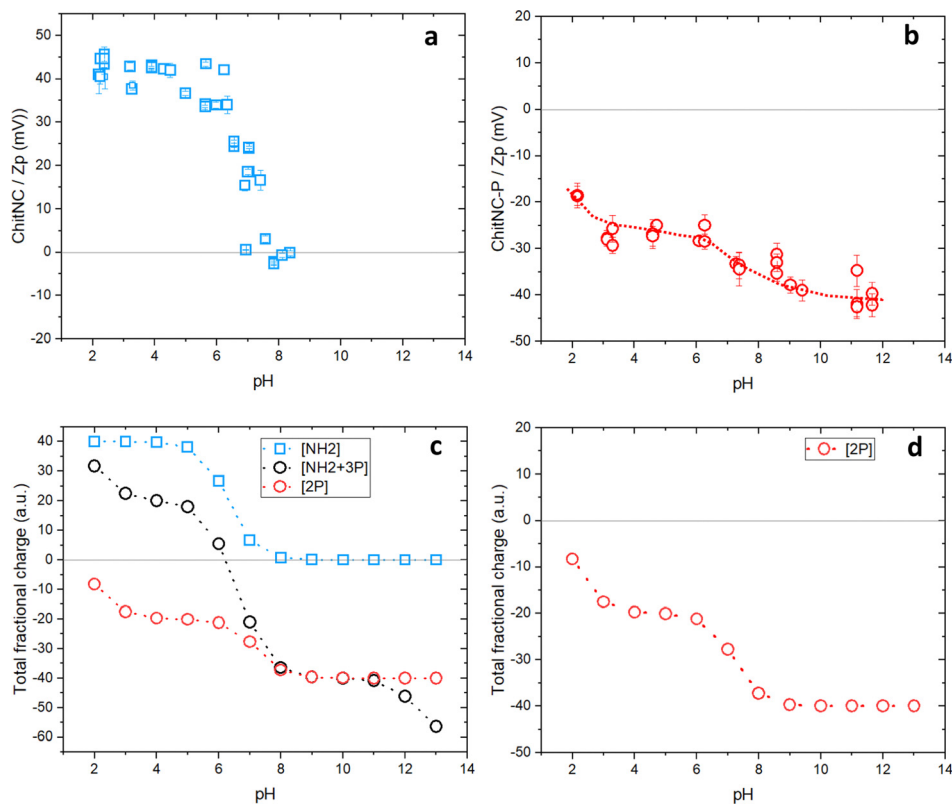 a
50
40
30
20
10
0
-10
-20
ChitNC / Zp (mV))
2 4 6 8 10 12 14
pH
b
20
10
0
-10
-20
-30
-40
-50
ChitNC-P / Zp (mV)
2 4 6 8 10 12 14
pH
c
[NH2]
[NH2+3P]
[2P]
40
30
20
10
0
-10
-20
-30
-40
-50
-60
Total fractional charge (a.u.)
2 4 6 8 10 12 14
pH
d
[2P]
20
10
0
-10
-20
-30
-40
-50
Total fractional charge (a.u.)
2 4 6 8 10 12 14
pH